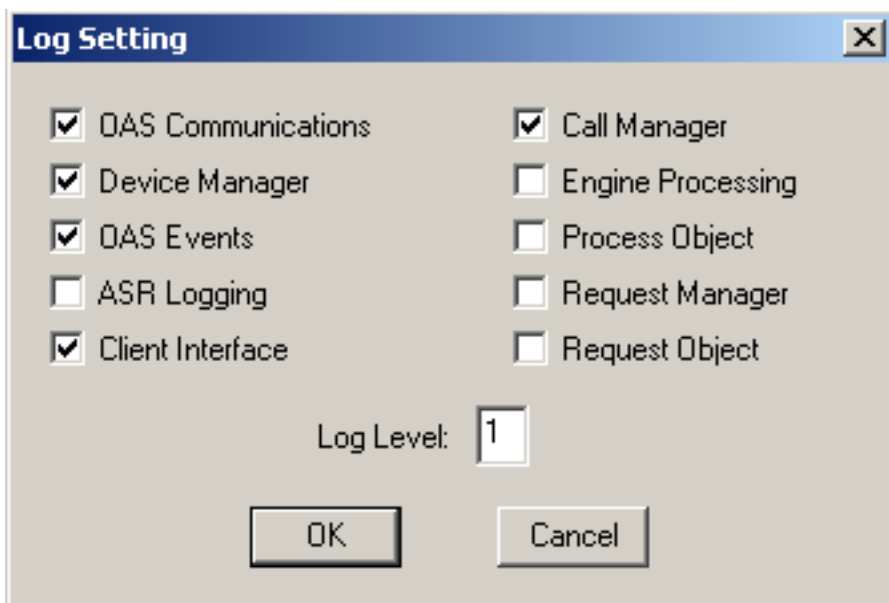 Log Setting
OAS Communications
Call Manager
Device Manager
Engine Processing
OAS Events
Process Object
ASR Logging
Request Manager
Client Interface
Request Object
Log Level: 1
OK
Cancel